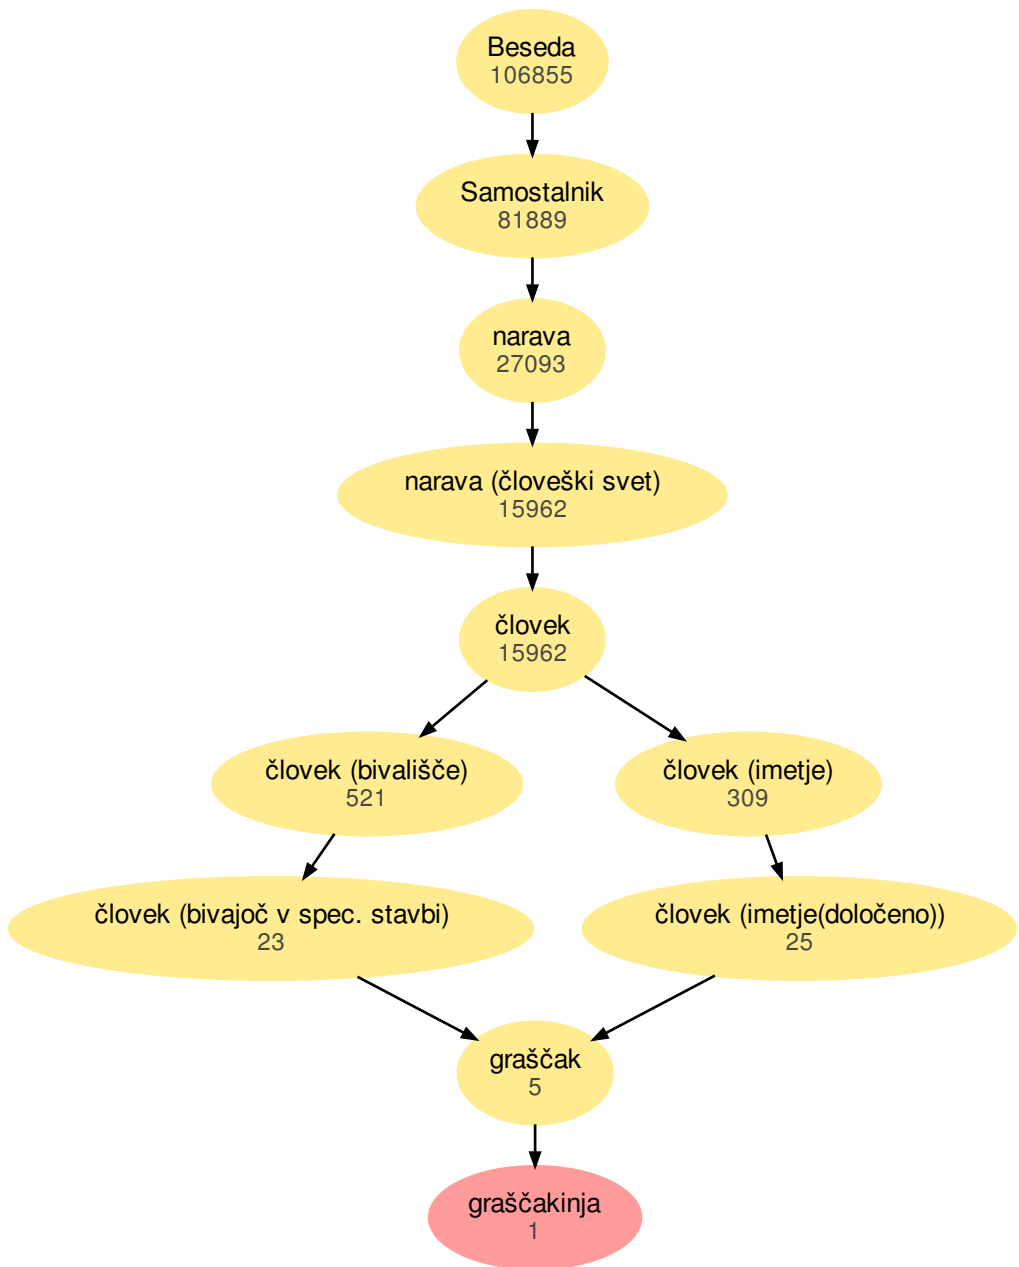 Beseda
106855
Samostalnik
81889
narava
27093
narava (človeški svet)
15962
človek
15962
človek (bivališče)
521
človek (imetje)
309
človek (bivajoč v spec. stavbi)
23
človek (imetje(določeno))
25
graščak
5
graščakinja
1